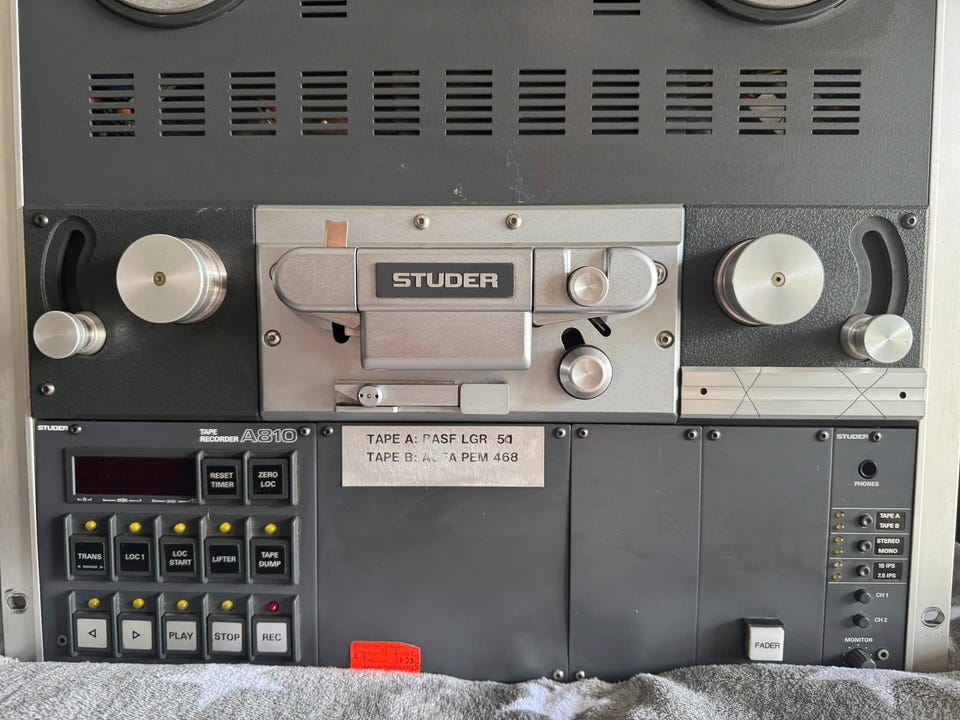 STUDER
STUDER
TAPE
RECORDER A810
RESET
TIMER
ZERO
LOC
TRANS
LOC 1
LOC
START
LIFTER
TAPE
DUMP
PLAY
STOP
REC
TAPE A: BASF LGR 50
TAPE B: AGFA PEM 468
FADER
STUDER
PHONES
TAPE A
TAPE B
STEREO
MONO
15 IPS
7.5 IPS
CH 1
CH 2
MONITOR